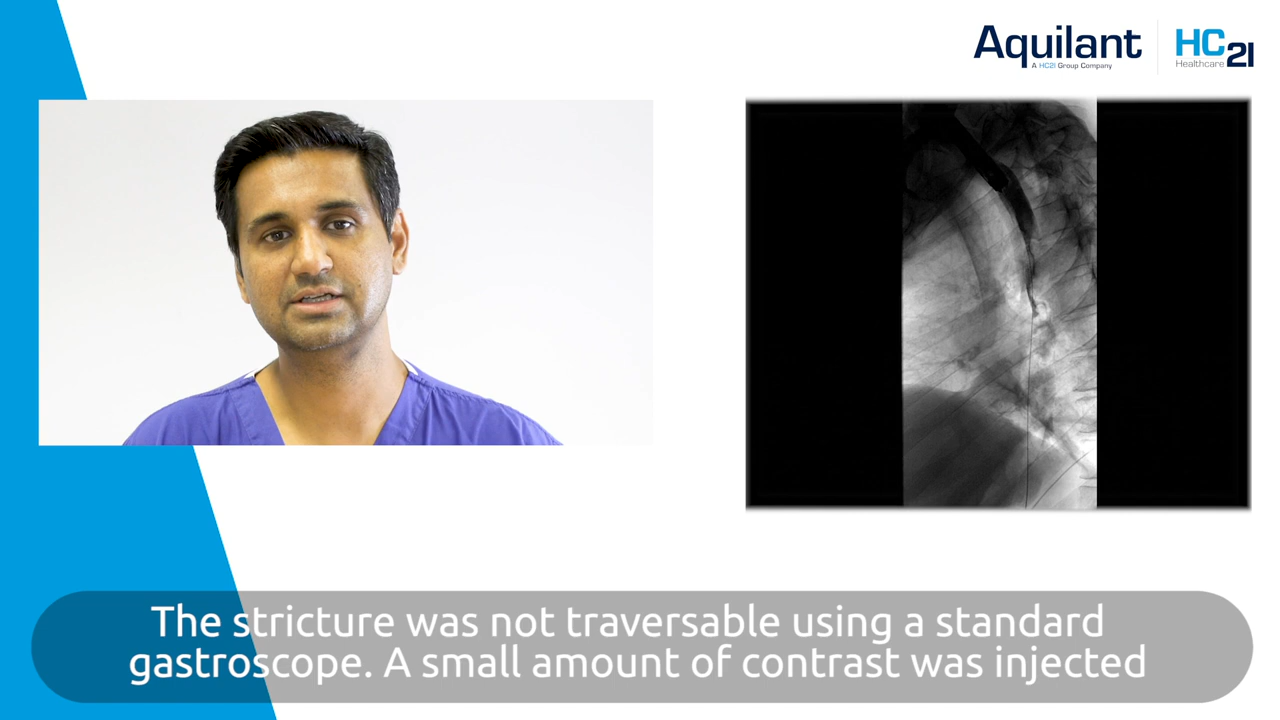 Aquilant
A HC21 Group Company
HC21
Healthcare
The stricture was not traversable using a standard
gastroscope. A small amount of contrast was injected